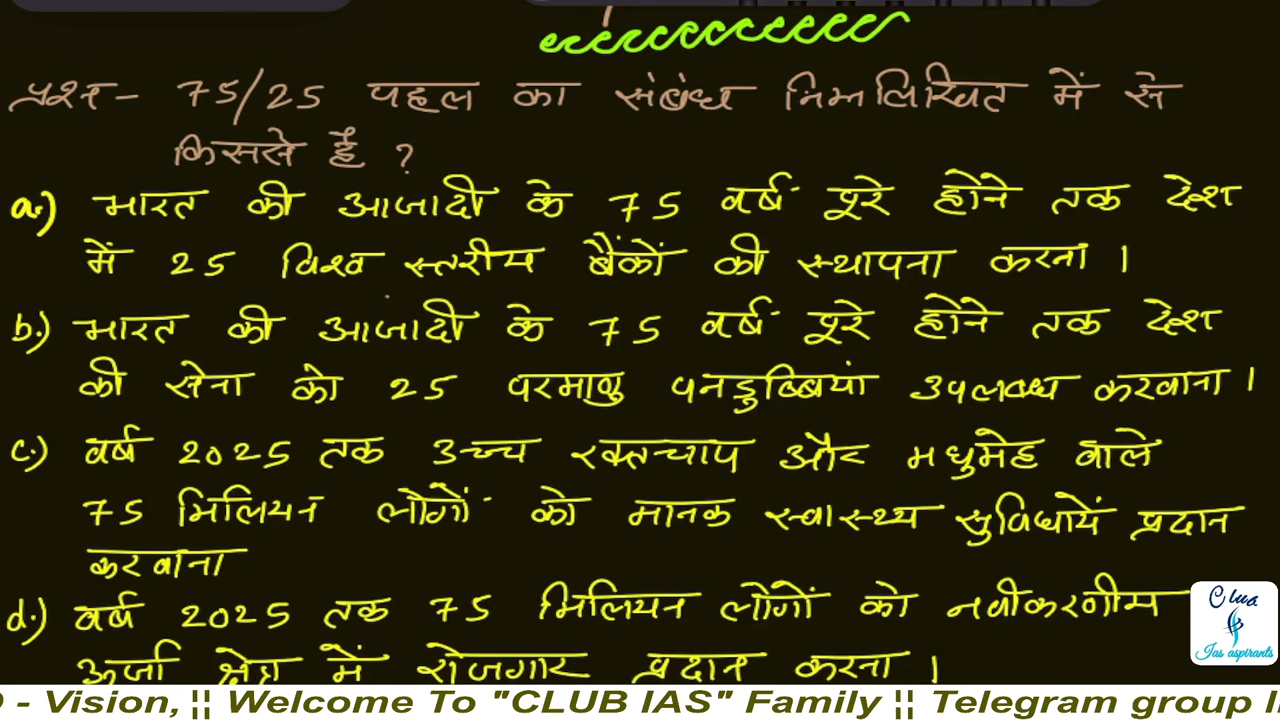 प्रश्न- 75/25 पहल का संबंध निम्नलिखित में से
किससे है ?
a.) भारत की आजादी के 75 वर्ष पूरे होने तक देश
में 25 विश्व स्तरीय बैंकों की स्थापना करना ।
b.) भारत की आजादी के 75 वर्ष पूरे होने तक देश
की सेना को 25 परमाणु पनडुब्बियां उपलब्ध करवाना ।
c.) वर्ष 2025 तक उच्च रक्तचाप और मधुमेह वाले
75 मिलियन लोगों को मानक स्वास्थ्य सुविधायें प्रदान
करवाना
d.) वर्ष 2025 तक 75 मिलियन लोगों को नवीकरणीय
ऊर्जा क्षेत्र में रोजगार प्रदान करना ।
Club
Ias aspirants
- Vision, ¦¦ Welcome To "CLUB IAS" Family ¦¦ Telegram group